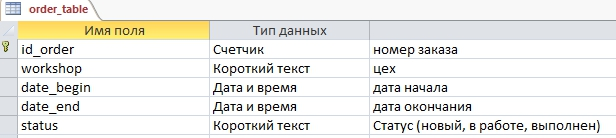 order_table
Имя поля Тип данных
id_order Счетчик номер заказа
workshop Короткий текст цех
date_begin Дата и время дата начала
date_end Дата и время дата окончания
status Короткий текст Статус (новый, в работе, выполнен)